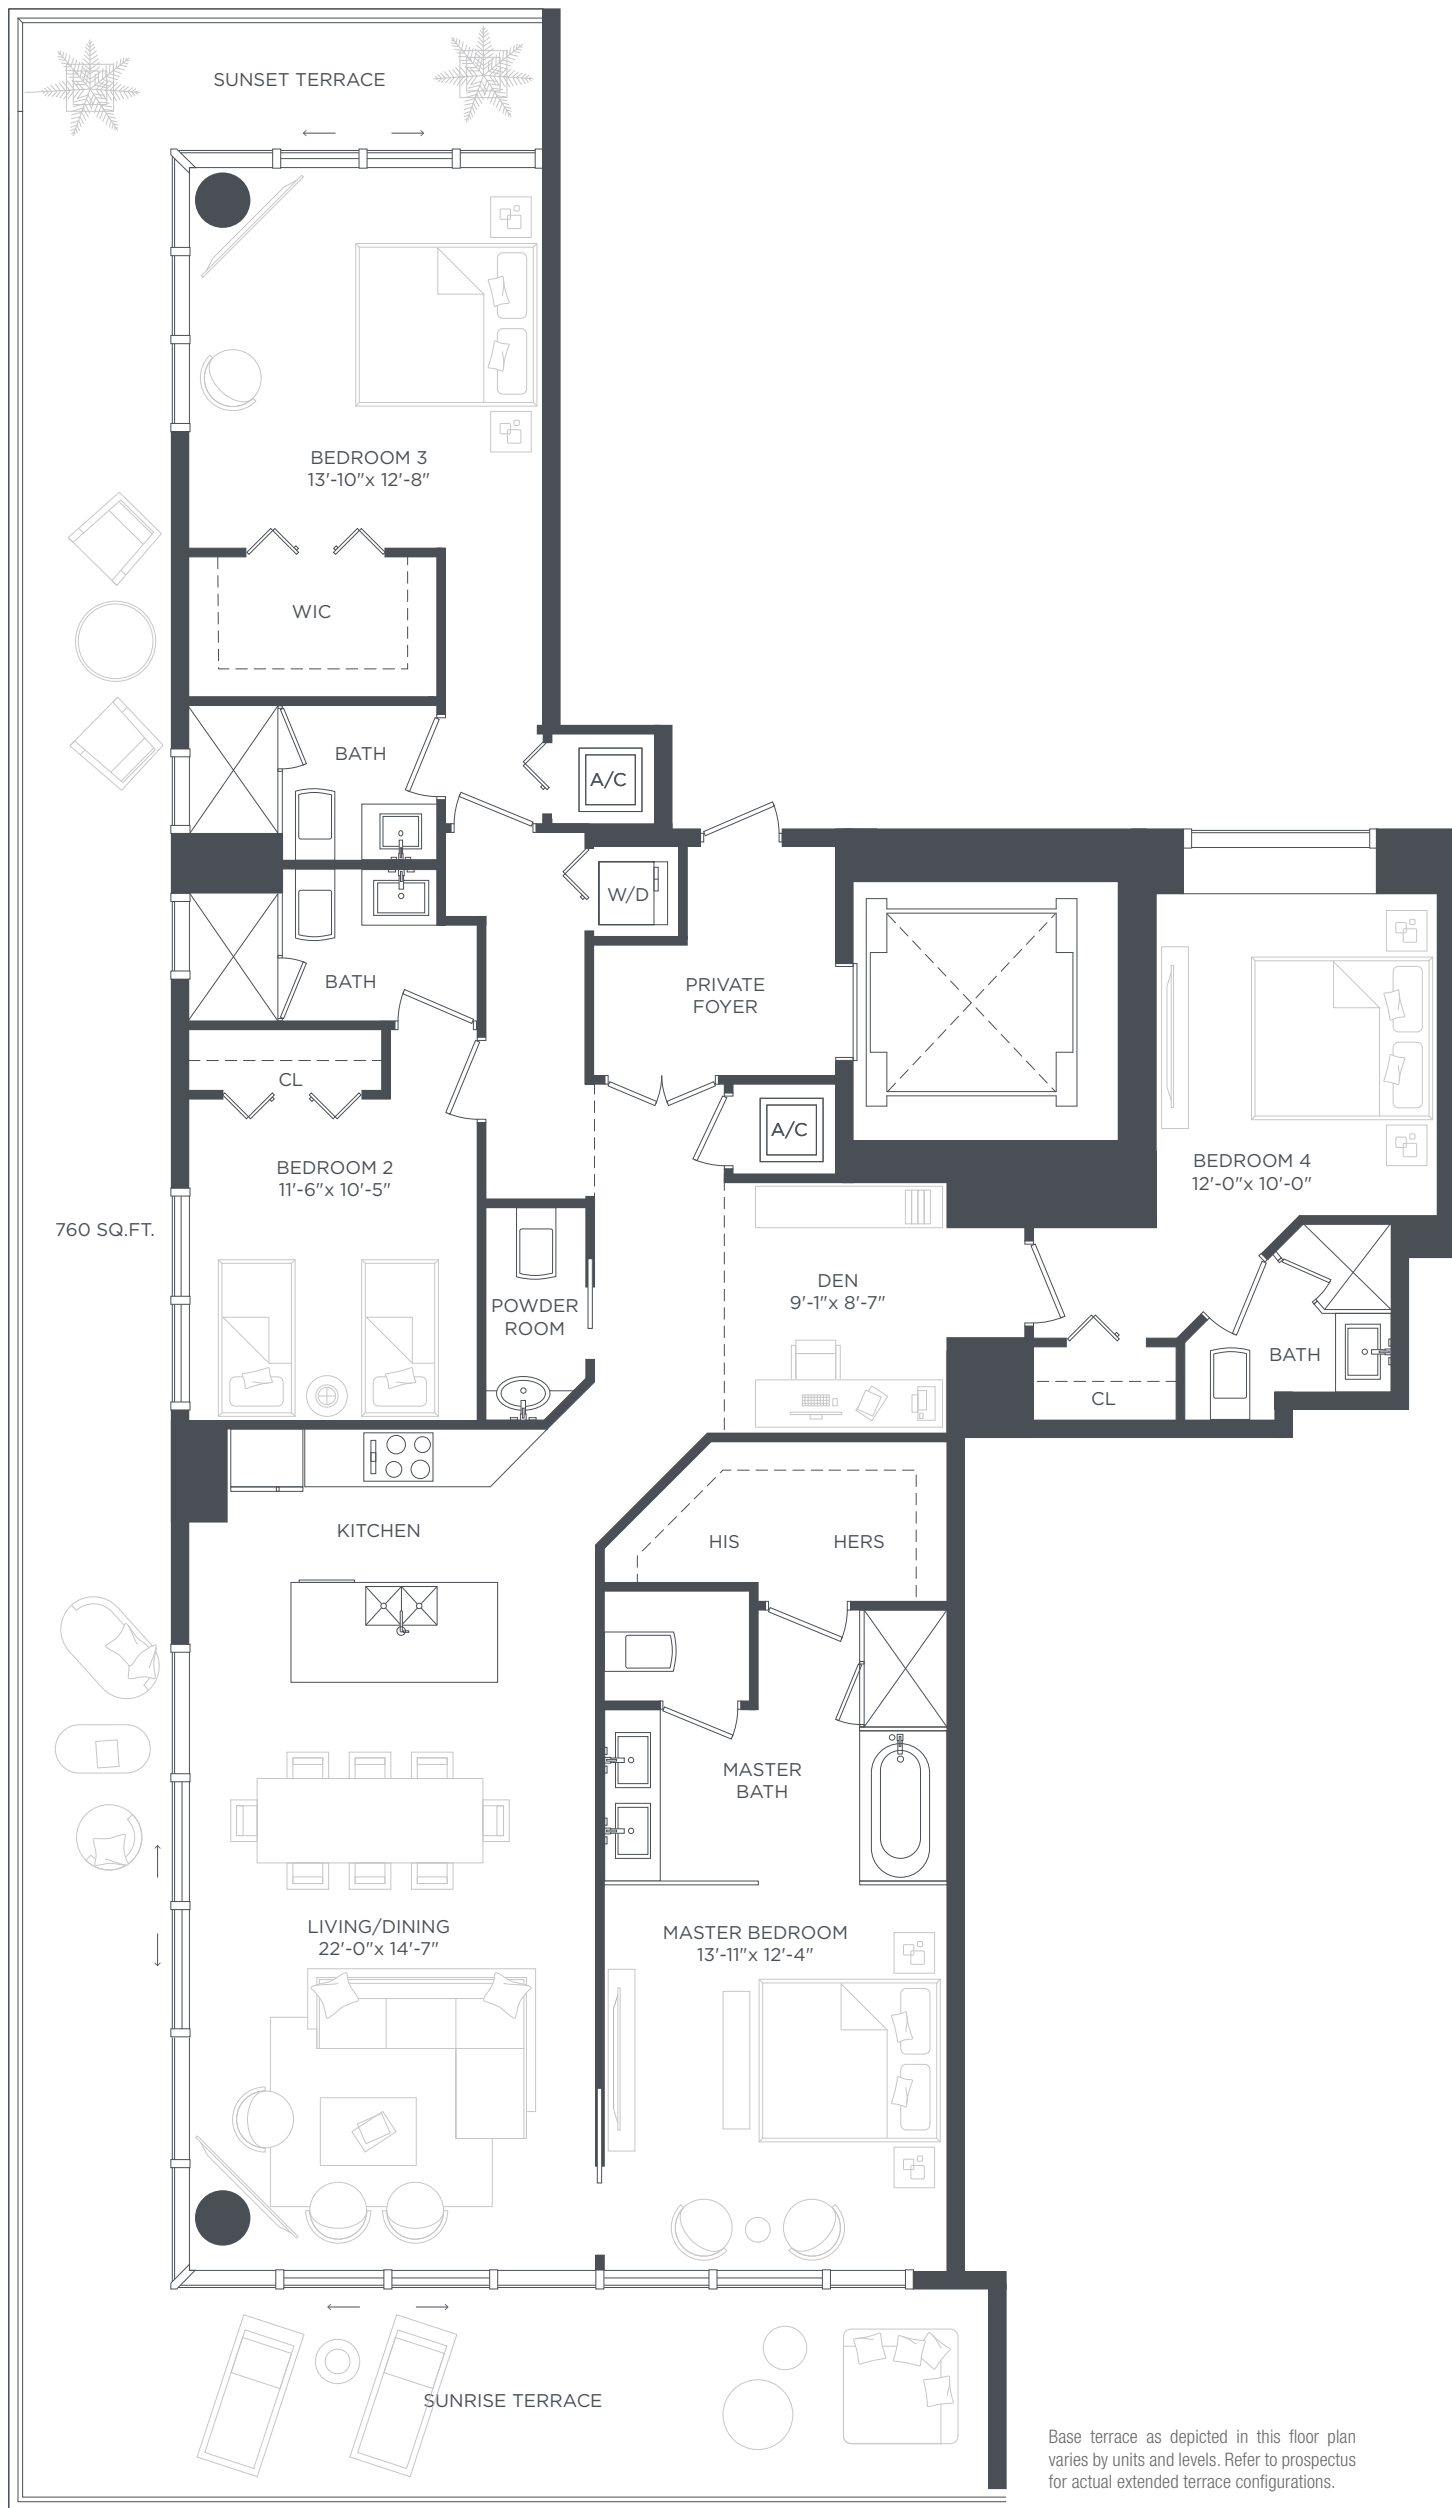 SUNSET TERRACE
BEDROOM 3
13'-10"x 12'-8"
WIC
BATH
A/C
W/D
BATH
PRIVATE
FOYER
CL
A/C
BEDROOM 2
11'-6"x 10'-5"
BEDROOM 4
12'-0"x 10'-0"
760 SQ.FT.
DEN
9'-1"x 8'-7"
POWDER
ROOM
BATH
CL
KITCHEN
HIS
HERS
MASTER
BATH
LIVING/DINING
22'-0"x 14'-7"
MASTER BEDROOM
13'-11"x 12'-4"
SUNRISE TERRACE
Base terrace as depicted in this floor plan
varies by units and levels. Refer to prospectus
for actual extended terrace configurations.